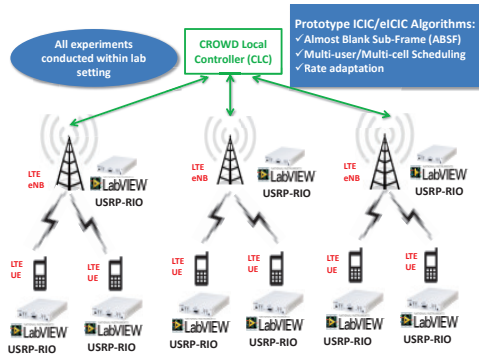 All experiments
conducted within lab
setting
CROWD Local
Controller (CLC)
Prototype ICIC/eICIC Algorithms:
✓Almost Blank Sub-Frame (ABSF)
✓Multi-user/Multi-cell Scheduling
✓Rate adaptation
LTE
eNB
LabVIEW
USRP-RIO
LTE
eNB
LabVIEW
USRP-RIO
LTE
eNB
LabVIEW
USRP-RIO
LTE
UE
LTE
UE
LTE
UE
LTE
UE
LTE
UE
LTE
UE
LabVIEW
USRP-RIO
LabVIEW
USRP-RIO
LabVIEW
USRP-RIO
LabVIEW
USRP-RIO
LabVIEW
USRP-RIO
LabVIEW
USRP-RIO